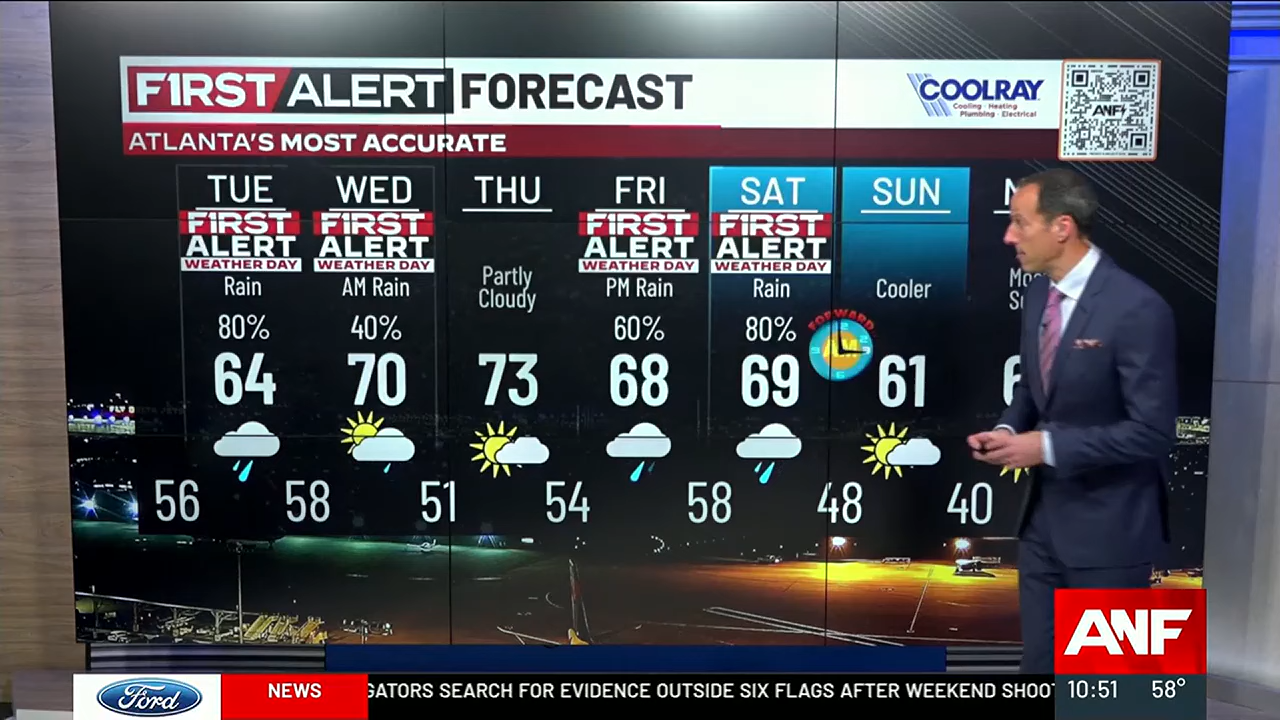 FIRST ALERT FORECAST
COOLRAY
Cooling · Heating
Plumbing · Electrical
ANF
ATLANTA'S MOST ACCURATE
TUE WED THU FRI SAT SUN
FIRST ALERT WEATHER DAY
FIRST ALERT WEATHER DAY
FIRST ALERT WEATHER DAY
FIRST ALERT WEATHER DAY
Rain AM Rain Partly Cloudy PM Rain Rain Cooler
80% 40% 60% 80%
FORWARD
AM
64 70 73 68 69 61
56 58 51 54 58 48 40
ANF
Ford
NEWS
GATORS SEARCH FOR EVIDENCE OUTSIDE SIX FLAGS AFTER WEEKEND SHOOT
10:51 58°